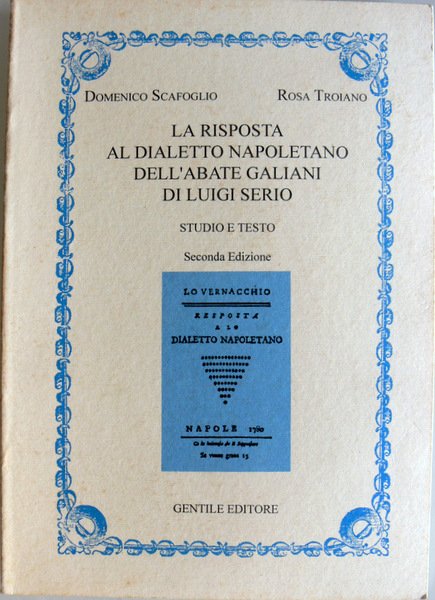 DOMENICO SCAFOGLIO ROSA TROIANO
LA RISPOSTA
AL DIALETTO NAPOLETANO
DELL'ABATE GALIANI
DI LUIGI SERIO
STUDIO E TESTO
Seconda Edizione
LO VERNACCHIO
RESPOSTA
A LO
DIALETTO NAPOLETANO
NAPOLE 1780
Se venne grana 15
GENTILE EDITORE